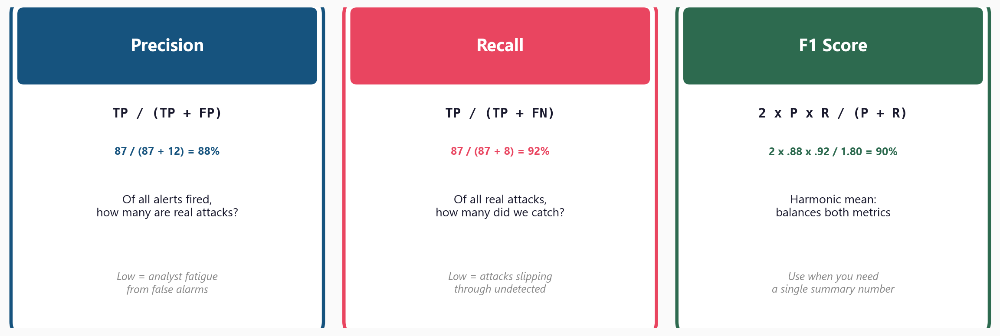 Precision
TP / (TP + FP)
87 / (87 + 12) = 88%
Of all alerts fired,
how many are real attacks?
Low = analyst fatigue
from false alarms
Recall
TP / (TP + FN)
87 / (87 + 8) = 92%
Of all real attacks,
how many did we catch?
Low = attacks slipping
through undetected
F1 Score
2 x P x R / (P + R)
2 x .88 x .92 / 1.80 = 90%
Harmonic mean:
balances both metrics
Use when you need
a single summary number